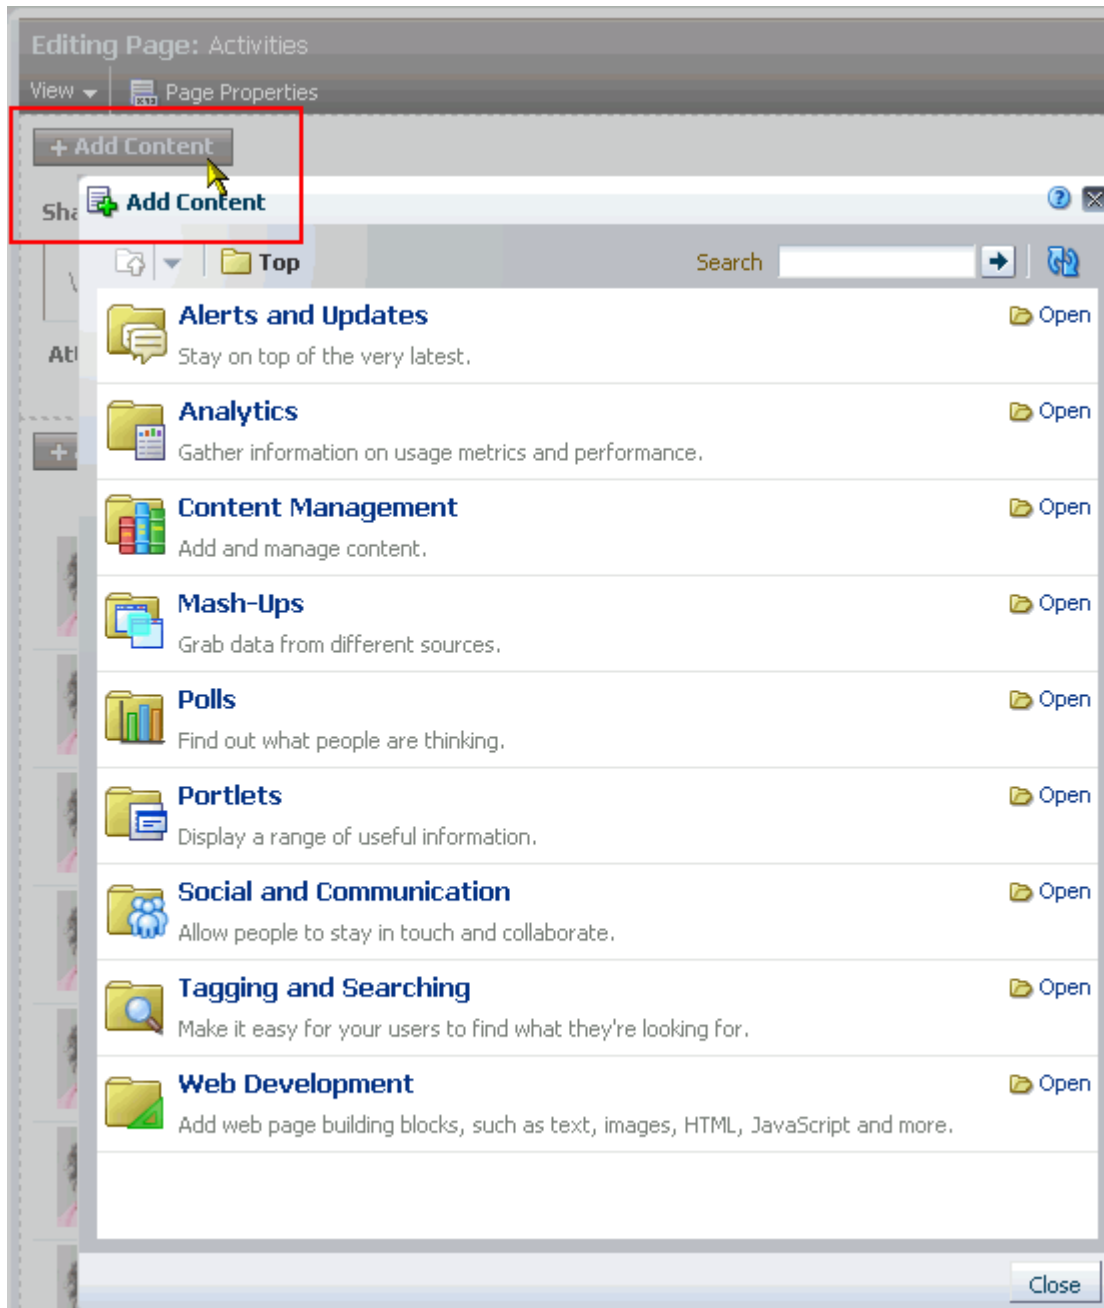 Editing Page: Activities
View Page Properties
+ Add Content
Add Content
Top Search
Alerts and Updates Open
Stay on top of the very latest.
Analytics Open
Gather information on usage metrics and performance.
Content Management Open
Add and manage content.
Mash-Ups Open
Grab data from different sources.
Polls Open
Find out what people are thinking.
Portlets Open
Display a range of useful information.
Social and Communication Open
Allow people to stay in touch and collaborate.
Tagging and Searching Open
Make it easy for your users to find what they're looking for.
Web Development Open
Add web page building blocks, such as text, images, HTML, JavaScript and more.
Close